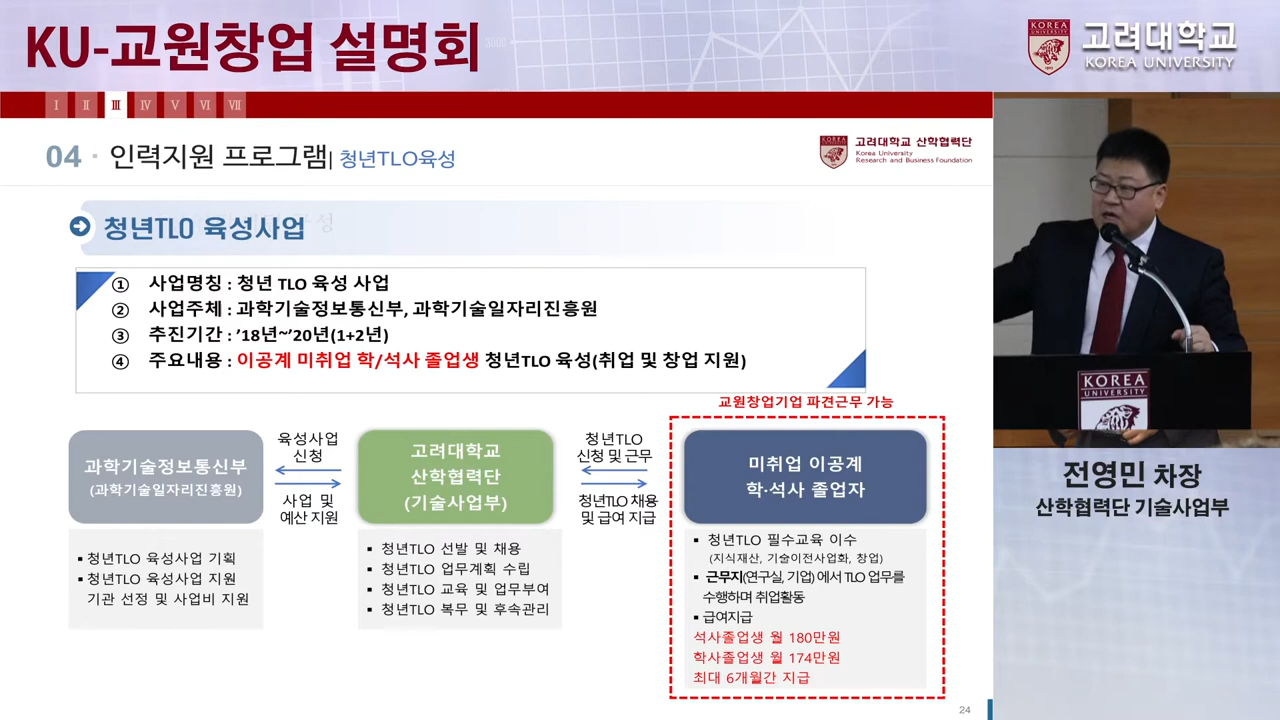 KU-교원창업 설명회
KOREA
고려대학교
KOREA UNIVERSITY
Ⅰ Ⅱ Ⅲ Ⅳ Ⅴ Ⅵ Ⅶ
04 · 인력지원 프로그램| 청년TLO육성
KOREA
고려대학교 산학협력단
Korea University
Research and Business Foundation
청년TLO 육성사업
① 사업명칭 : 청년 TLO 육성 사업
② 사업주체 : 과학기술정보통신부, 과학기술일자리진흥원
③ 추진기간 : ’18년~’20년(1+2년)
④ 주요내용 : 이공계 미취업 학/석사 졸업생 청년TLO 육성(취업 및 창업 지원)
교원창업기업 파견근무 가능
과학기술정보통신부
(과학기술일자리진흥원)
육성사업
신청
사업 및
예산 지원
고려대학교
산학협력단
(기술사업부)
청년TLO
신청 및 근무
청년TLO 채용
및 급여 지급
미취업 이공계
학·석사 졸업자
▪ 청년TLO 육성사업 기획
▪ 청년TLO 육성사업 지원
기관 선정 및 사업비 지원
▪ 청년TLO 선발 및 채용
▪ 청년TLO 업무계획 수립
▪ 청년TLO 교육 및 업무부여
▪ 청년TLO 복무 및 후속관리
▪ 청년TLO 필수교육 이수
(지식재산, 기술이전사업화, 창업)
▪ 근무지(연구실, 기업) 에서 TLO 업무를
수행하며 취업활동
▪ 급여지급
석사졸업생 월 180만원
학사졸업생 월 174만원
최대 6개월간 지급
24
KOREA
UNIVERSITY
전영민 차장
산학협력단 기술사업부